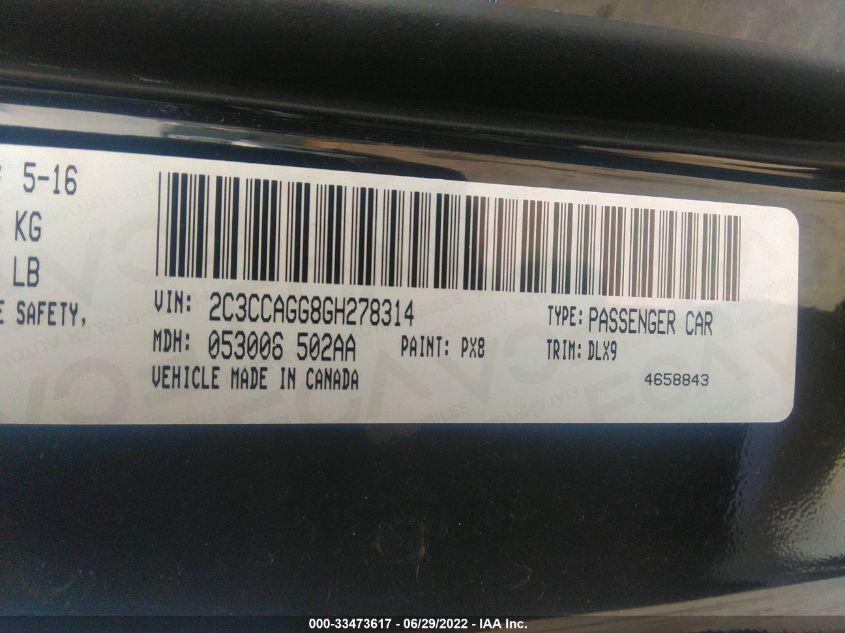 5-16
KG
LB
SAFETY,
VIN: 2C3CCAGG8GH278314 TYPE: PASSENGER CAR
MDH: 053006 502AA PAINT: PX8 TRIM: DLX9
VEHICLE MADE IN CANADA 4658843
000-33473617 - 06/29/2022 - IAA Inc.